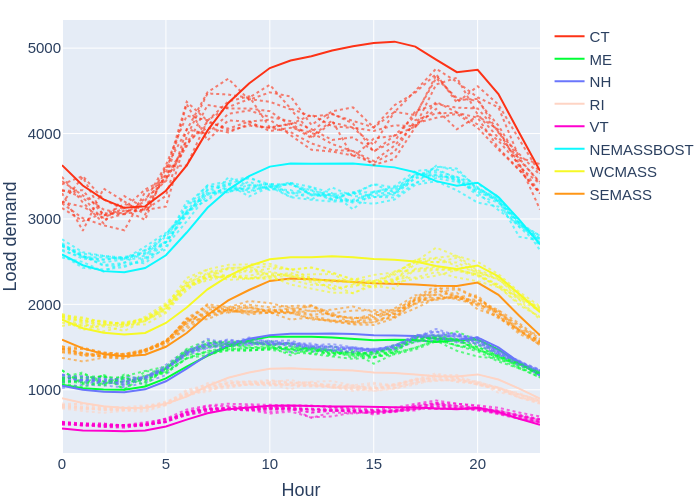 5000
4000
3000
2000
1000
0
5
10
15
20
Hour
Load demand
CT
ME
NH
RI
VT
NEMASSBOST
WCMASS
SEMASS